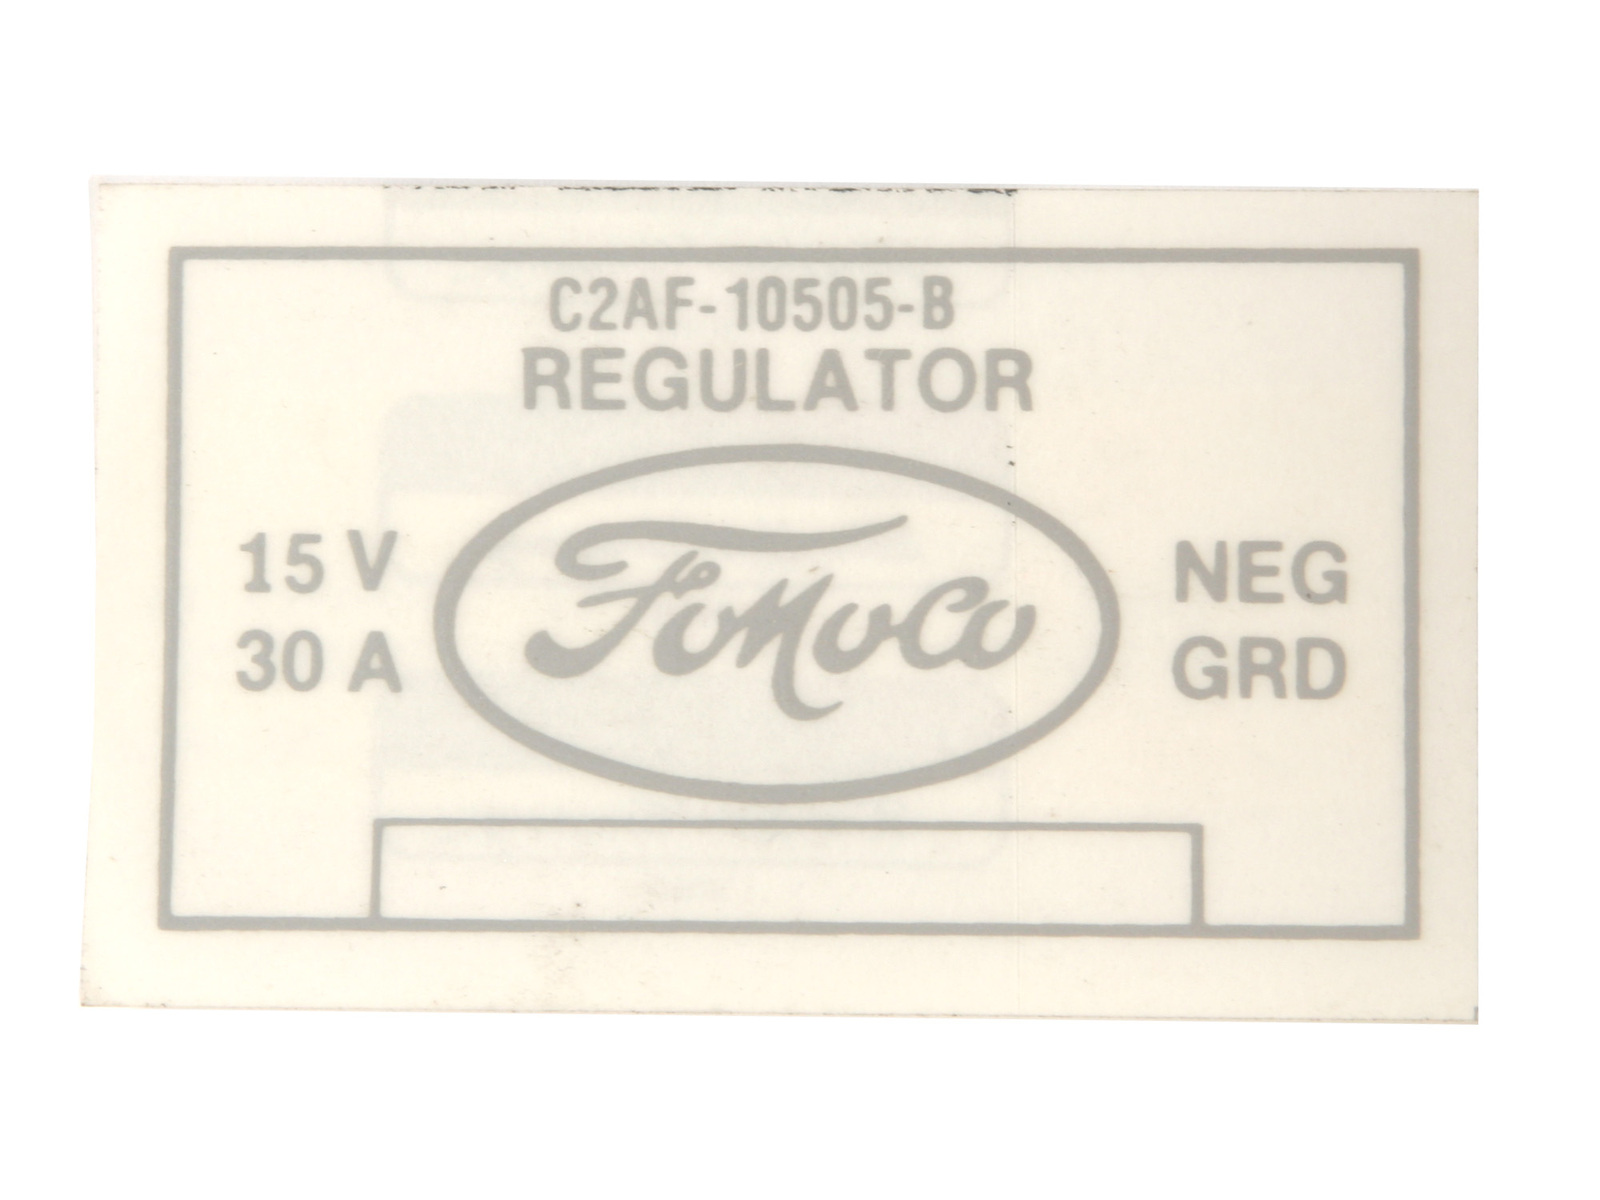 C2AF-10505-B
REGULATOR
15 V
30 A
FoMoCo
NEG
GRD